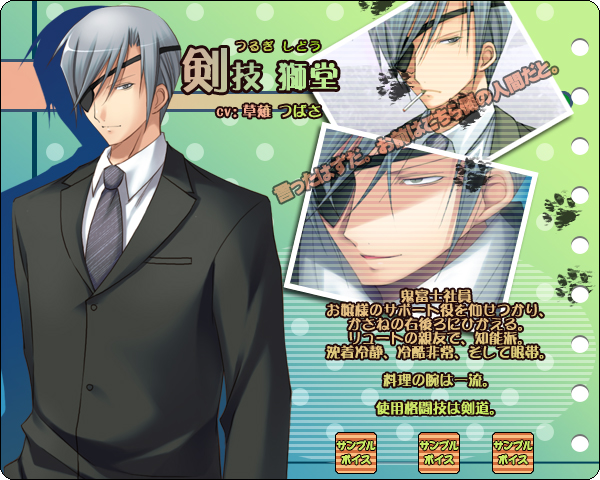 つるぎ しどう
剣技 獅堂
cv: 草薙 つばさ
言ったはずだ。お前はどちら側の人間だと。
鬼富士社員
お嬢様のサポート役を仰せつかり、
かざねの右後ろにひかえる。
リュートの親友で、知能派。
沈着冷静、冷酷非常、そして眼帯。
料理の腕は一流。
使用格闘技は剣道。
サンプル
ボイス
サンプル
ボイス
サンプル
ボイス